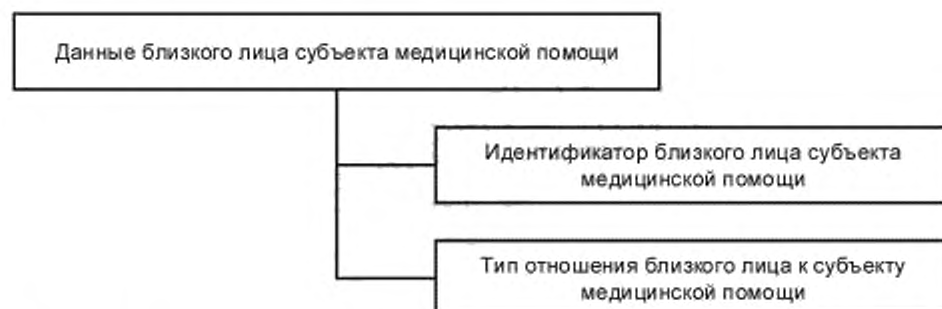 Данные близкого лица субъекта медицинской помощи
Идентификатор близкого лица субъекта
медицинской помощи
Тип отношения близкого лица к субъекту
медицинской помощи